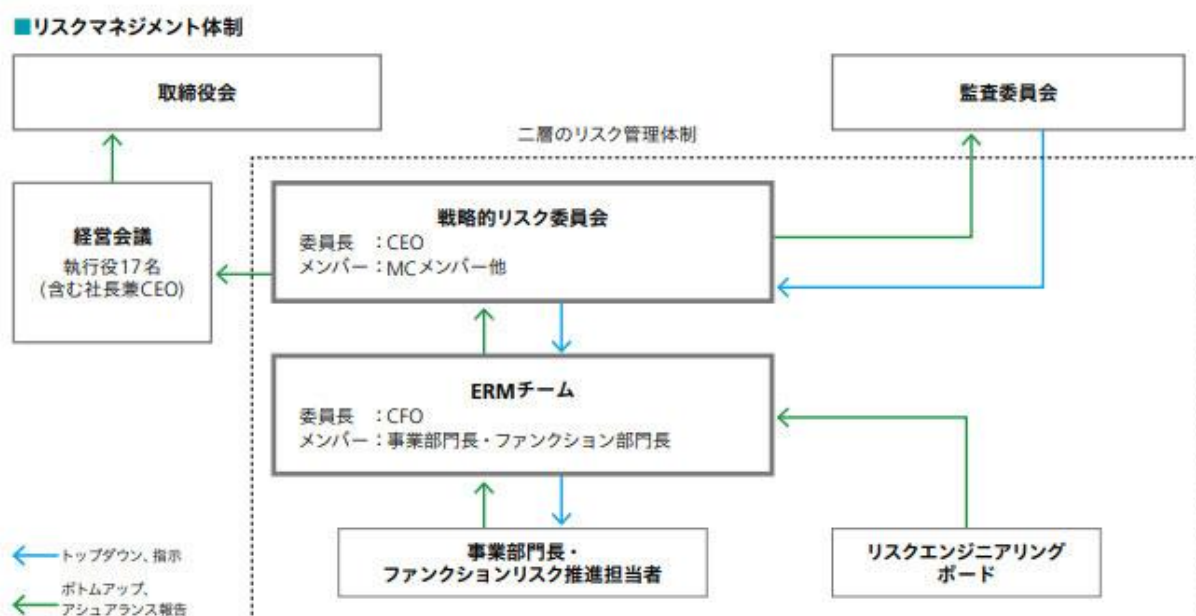 ■リスクマネジメント体制
取締役会
監査委員会
二層のリスク管理体制
経営会議
執行役17名
(含む社長兼CEO)
戦略的リスク委員会
委員長 :CEO
メンバー:MCメンバー他
ERMチーム
委員長 :CFO
メンバー:事業部門長・ファンクション部門長
事業部門長・
ファンクションリスク推進担当者
リスクエンジニアリング
ボード
トップダウン、指示
ボトムアップ、
アシュアランス報告